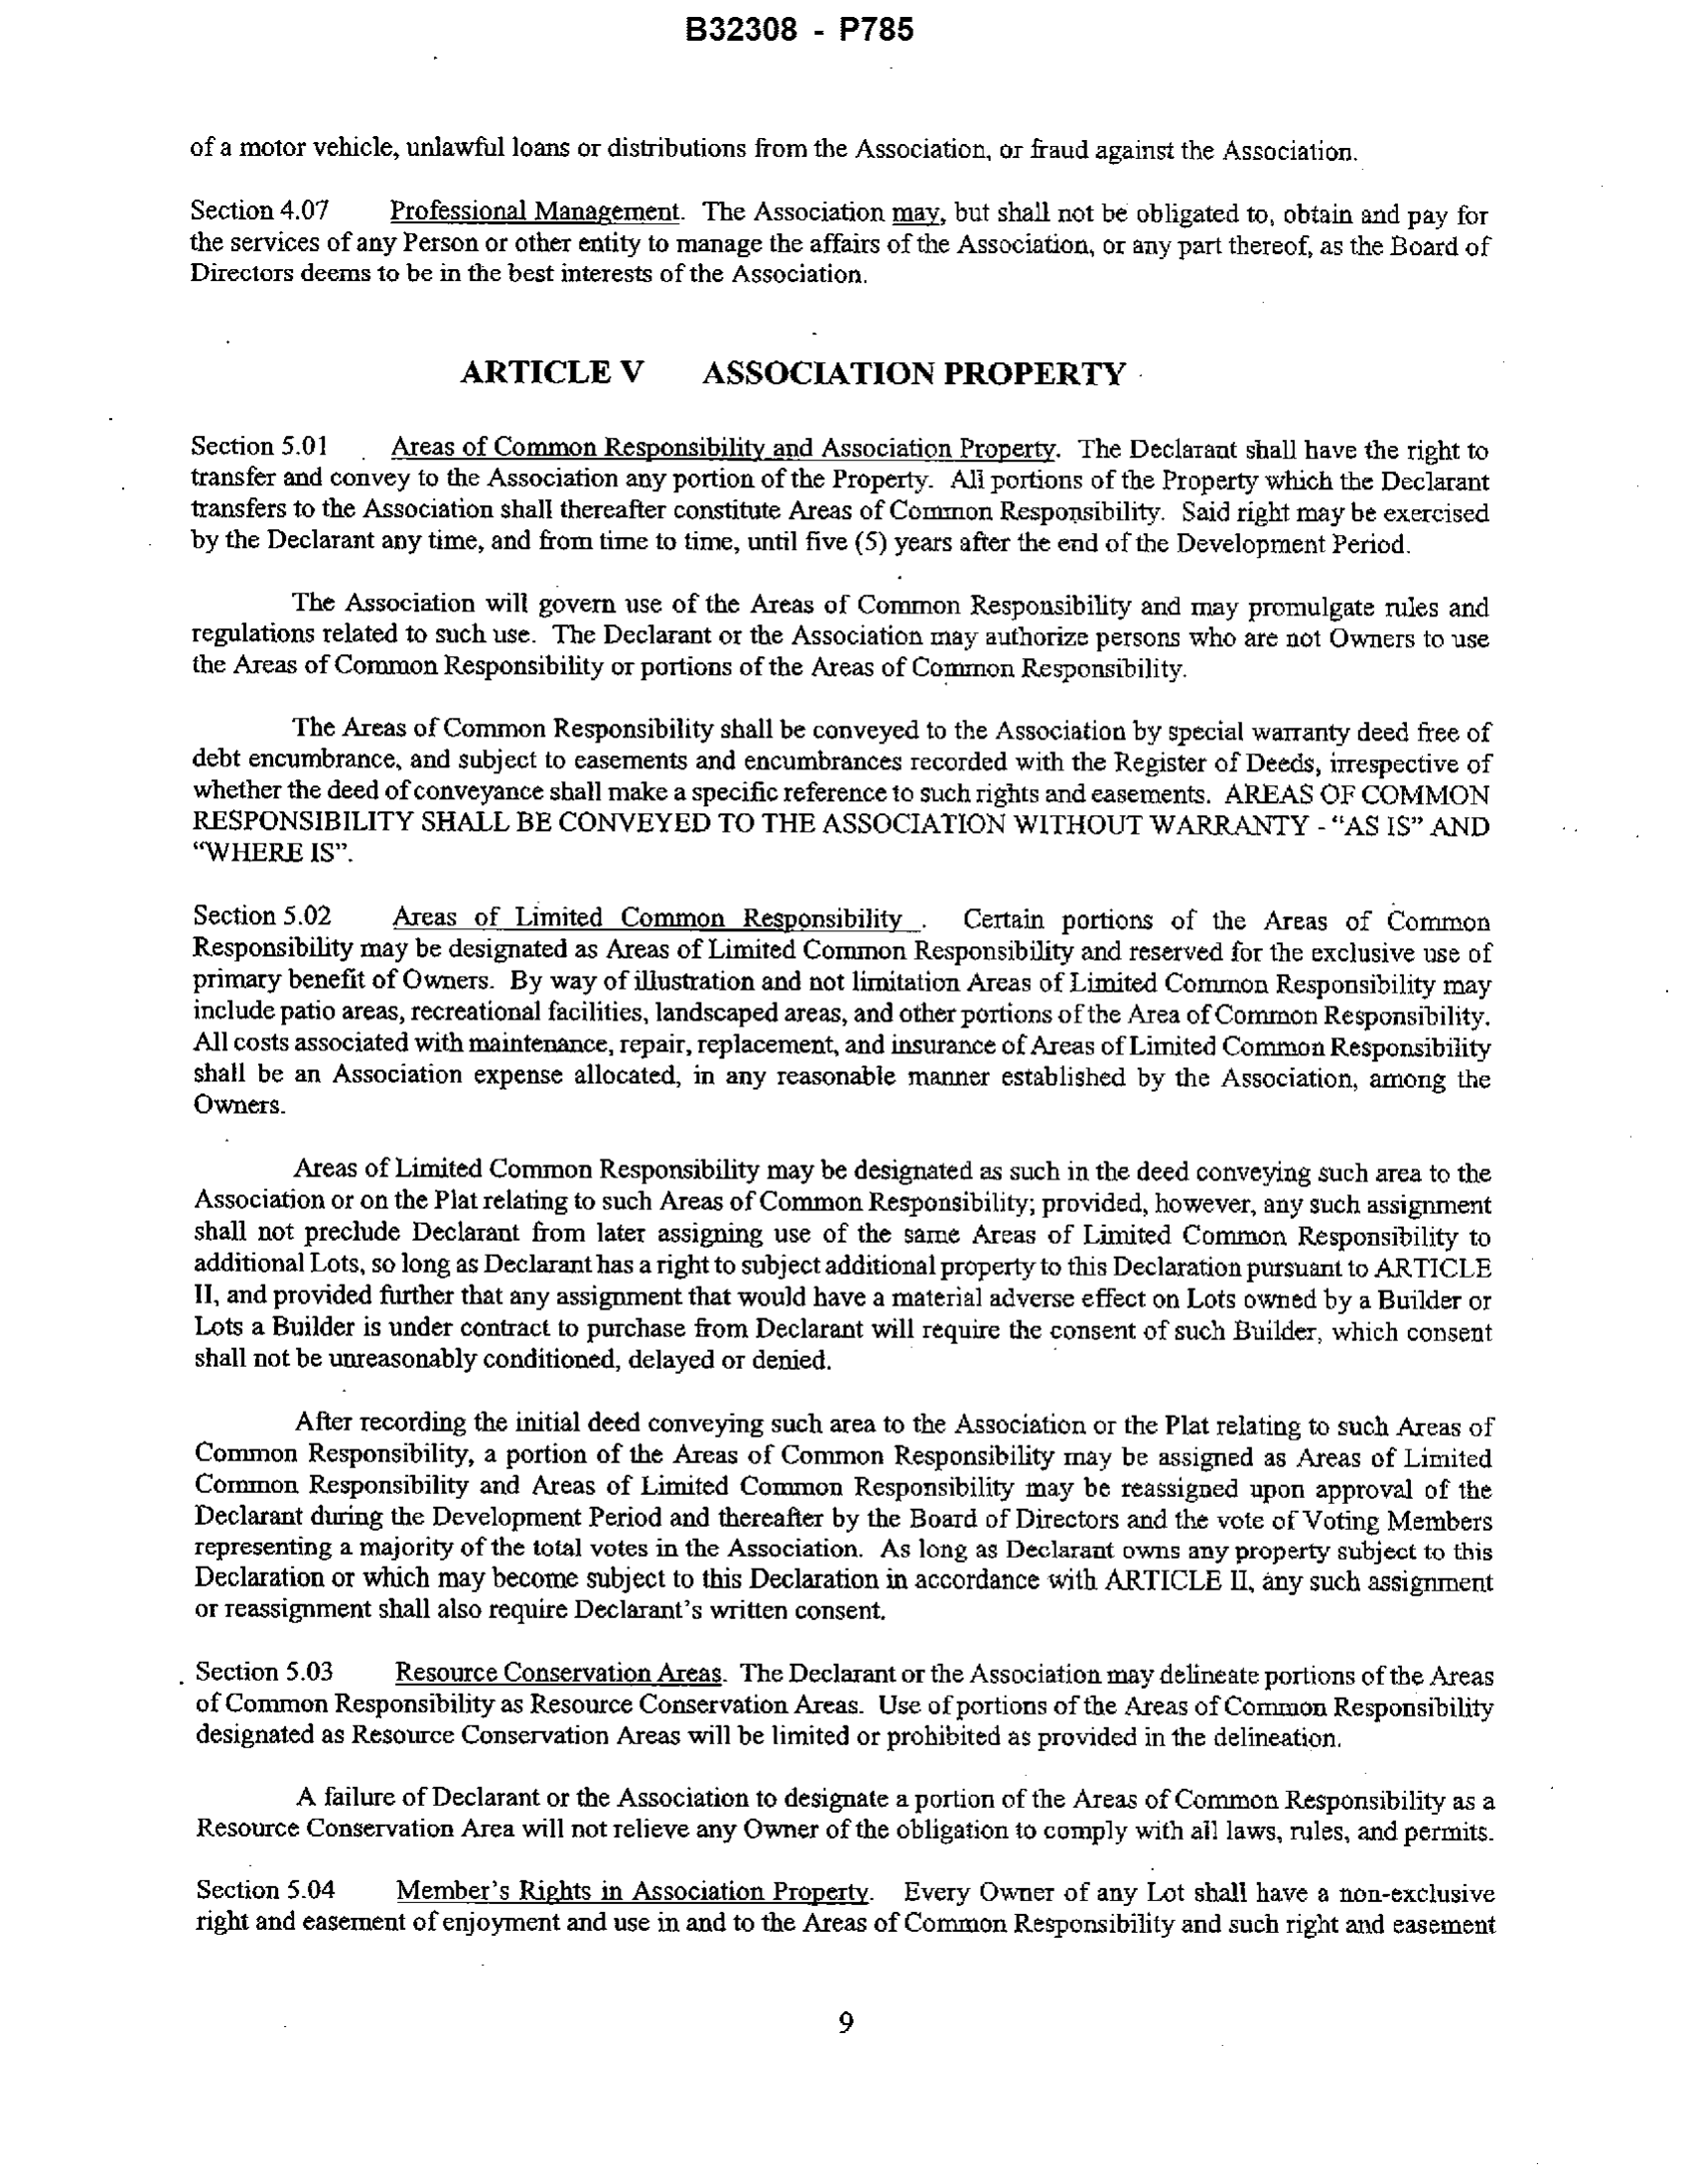 B32308 - P785
of a motor vehicle, unlawful loans or distributions from the Association, or fraud against the Association.
Section 4.07 Professional Management. The Association may, but shall not be obligated to, obtain and pay for
the services of any Person or other entity to manage the affairs of the Association, or any part thereof, as the Board of
Directors deems to be in the best interests of the Association.
ARTICLE V ASSOCIATION PROPERTY
Section 5.01 Areas of Common Responsibility and Association Property. The Declarant shall have the right to
transfer and convey to the Association any portion of the Property. All portions of the Property which the Declarant
transfers to the Association shall thereafter constitute Areas of Common Responsibility. Said right may be exercised
by the Declarant any time, and from time to time, until five (5) years after the end of the Development Period.
The Association will govern use of the Areas of Common Responsibility and may promulgate rules and
regulations related to such use. The Declarant or the Association may authorize persons who are not Owners to use
the Areas of Common Responsibility or portions of the Areas of Common Responsibility.
The Areas of Common Responsibility shall be conveyed to the Association by special warranty deed free of
debt encumbrance, and subject to easements and encumbrances recorded with the Register of Deeds, irrespective of
whether the deed of conveyance shall make a specific reference to such rights and easements. AREAS OF COMMON
RESPONSIBILITY SHALL BE CONVEYED TO THE ASSOCIATION WITHOUT WARRANTY - “AS IS” AND
“WHERE IS”.
Section 5.02 Areas of Limited Common Responsibility . Certain portions of the Areas of Common
Responsibility may be designated as Areas of Limited Common Responsibility and reserved for the exclusive use of
primary benefit of Owners. By way of illustration and not limitation Areas of Limited Common Responsibility may
include patio areas, recreational facilities, landscaped areas, and other portions of the Area of Common Responsibility.
All costs associated with maintenance, repair, replacement, and insurance of Areas of Limited Common Responsibility
shall be an Association expense allocated, in any reasonable manner established by the Association, among the
Owners.
Areas of Limited Common Responsibility may be designated as such in the deed conveying such area to the
Association or on the Plat relating to such Areas of Common Responsibility; provided, however, any such assignment
shall not preclude Declarant from later assigning use of the same Areas of Limited Common Responsibility to
additional Lots, so long as Declarant has a right to subject additional property to this Declaration pursuant to ARTICLE
II, and provided further that any assignment that would have a material adverse effect on Lots owned by a Builder or
Lots a Builder is under contract to purchase from Declarant will require the consent of such Builder, which consent
shall not be unreasonably conditioned, delayed or denied.
After recording the initial deed conveying such area to the Association or the Plat relating to such Areas of
Common Responsibility, a portion of the Areas of Common Responsibility may be assigned as Areas of Limited
Common Responsibility and Areas of Limited Common Responsibility may be reassigned upon approval of the
Declarant during the Development Period and thereafter by the Board of Directors and the vote of Voting Members
representing a majority of the total votes in the Association. As long as Declarant owns any property subject to this
Declaration or which may become subject to this Declaration in accordance with ARTICLE II, any such assignment
or reassignment shall also require Declarant’s written consent.
Section 5.03 Resource Conservation Areas. The Declarant or the Association may delineate portions of the Areas
of Common Responsibility as Resource Conservation Areas. Use of portions of the Areas of Common Responsibility
designated as Resource Conservation Areas will be limited or prohibited as provided in the delineation.
A failure of Declarant or the Association to designate a portion of the Areas of Common Responsibility as a
Resource Conservation Area will not relieve any Owner of the obligation to comply with all laws, rules, and permits.
Section 5.04 Member’s Rights in Association Property. Every Owner of any Lot shall have a non-exclusive
right and easement of enjoyment and use in and to the Areas of Common Responsibility and such right and easement
9